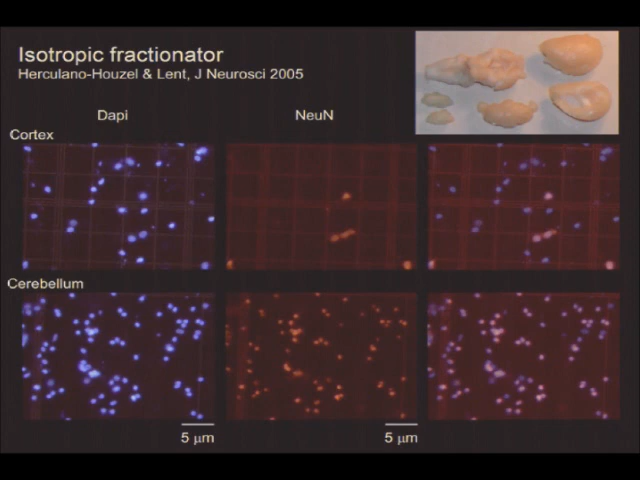 Isotropic fractionator
Herculano-Houzel & Lent, J Neurosci 2005
Dapi
NeuN
Cortex
Cerebellum
5 μm
5 μm